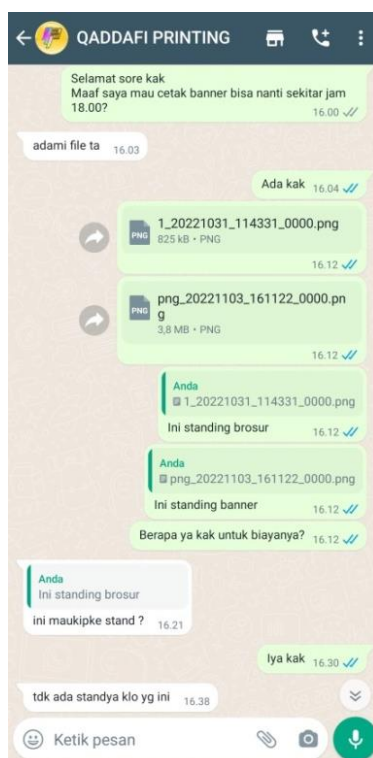 QADDAFI PRINTING
Selamat sore kak
Maaf saya mau cetak banner bisa nanti sekitar jam
18.00?
16.00
adami file ta
16.03
Ada kak
16.04
PNG
1_20221031_114331_0000.png
825 kB • PNG
16.12
PNG
png_20221103_161122_0000.pn
g
3,8 MB • PNG
16.12
Anda
1_20221031_114331_0000.png
Ini standing brosur
16.12
Anda
png_20221103_161122_0000.png
Ini standing banner
16.12
Berapa ya kak untuk biayanya?
16.12
Anda
Ini standing brosur
ini maukipke stand ?
16.21
Iya kak
16.30
tdk ada standya klo yg ini
16.38
Ketik pesan